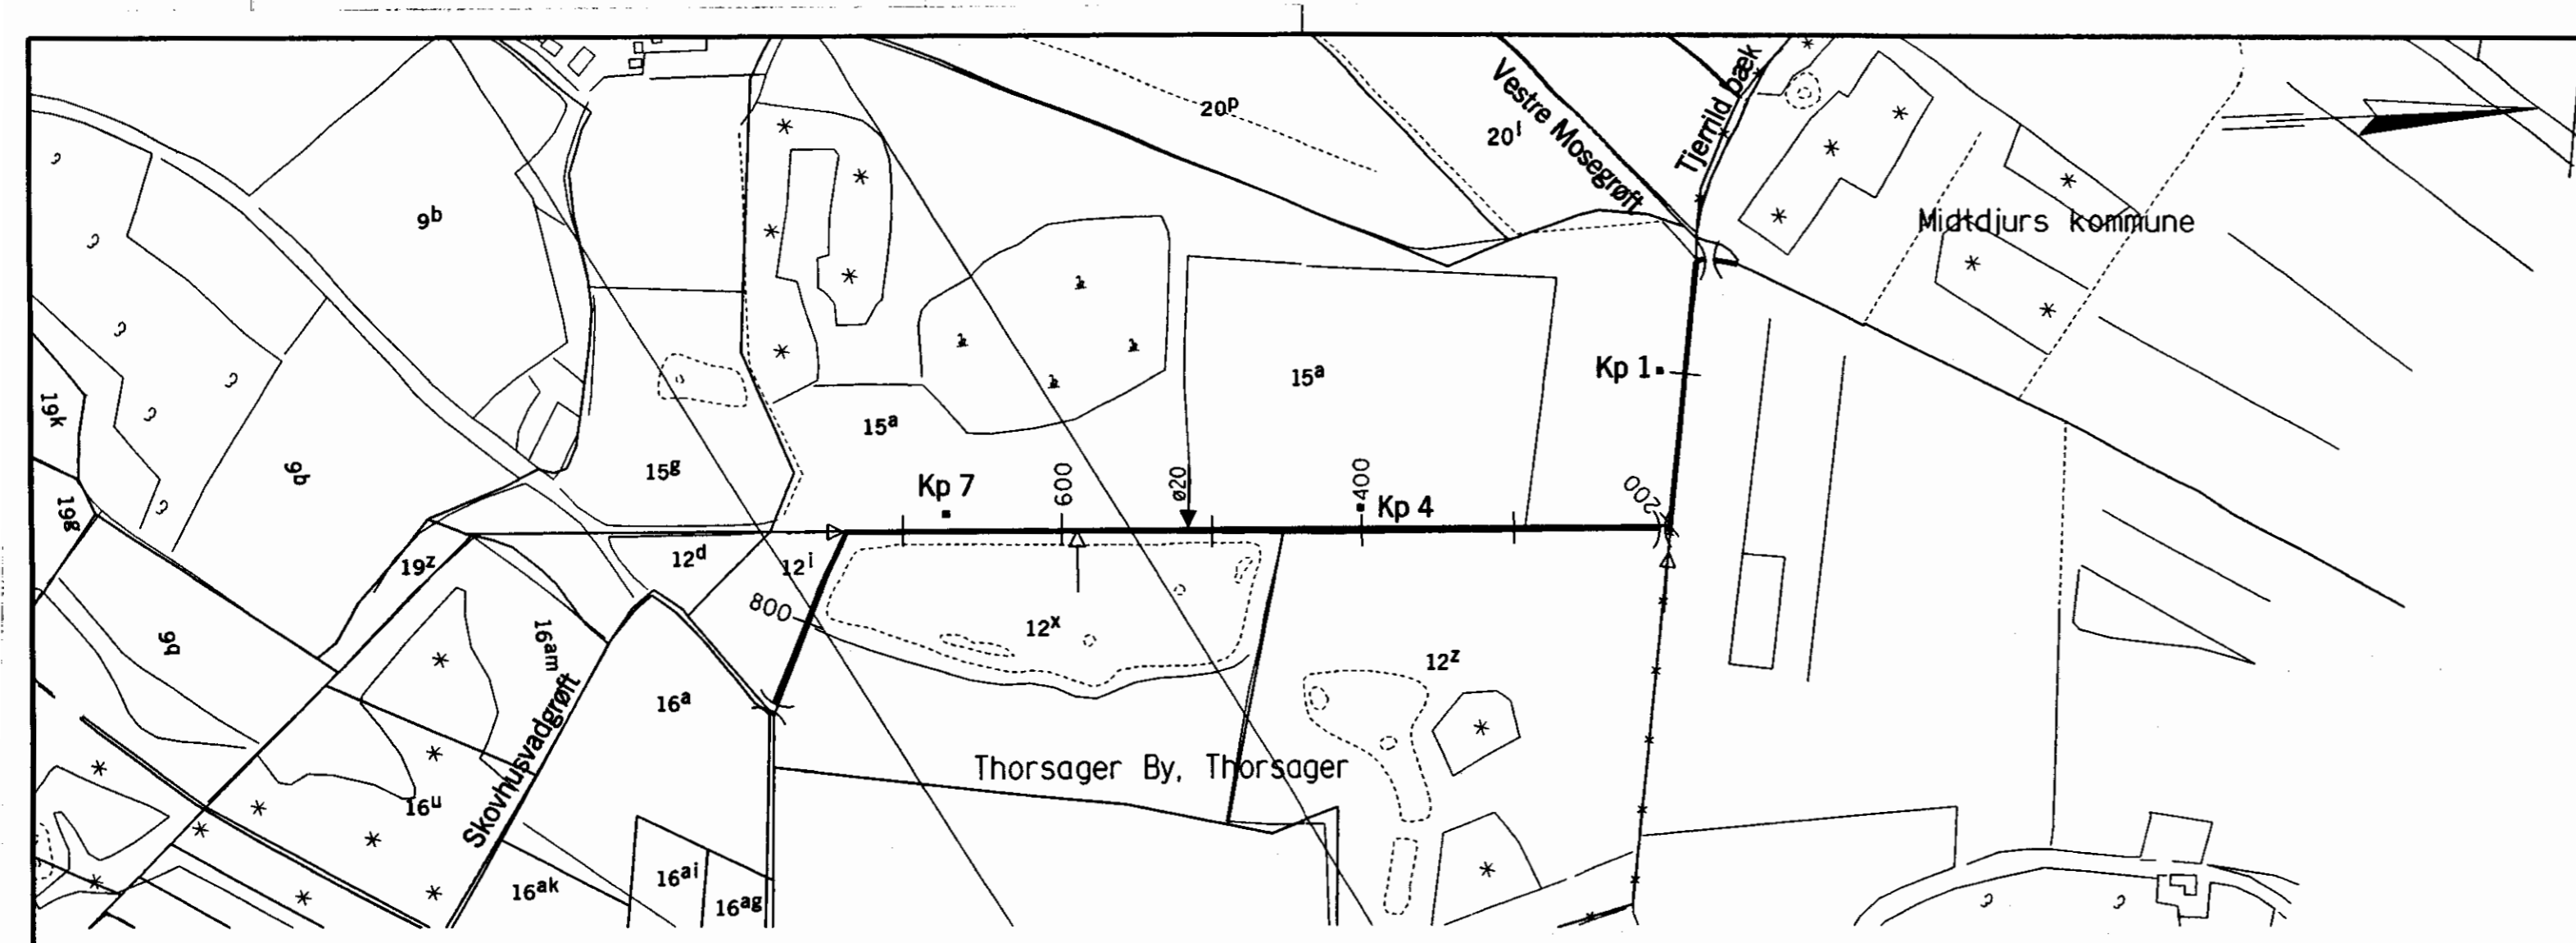 20ᵖ
20ˡ
Vestre Mosegrøft
Tjerrild bæk
Midtdjurs kommune
9ᵇ
15ᵃ
Kp 1
19ᵏ
9ᵇ
15ᵍ
15ᵃ
Kp 7
600
ø20
400
Kp 4
200
19ᵍ
19ᶻ
12ᵈ
12ⁱ
800
12ˣ
9q
16ᵃᵐ
12ᶻ
16ᵃ
Skovhusvadgrøft
Thorsager By, Thorsager
16ᵘ
16ᵃᵏ
16ᵃⁱ
16ᵃᵍ